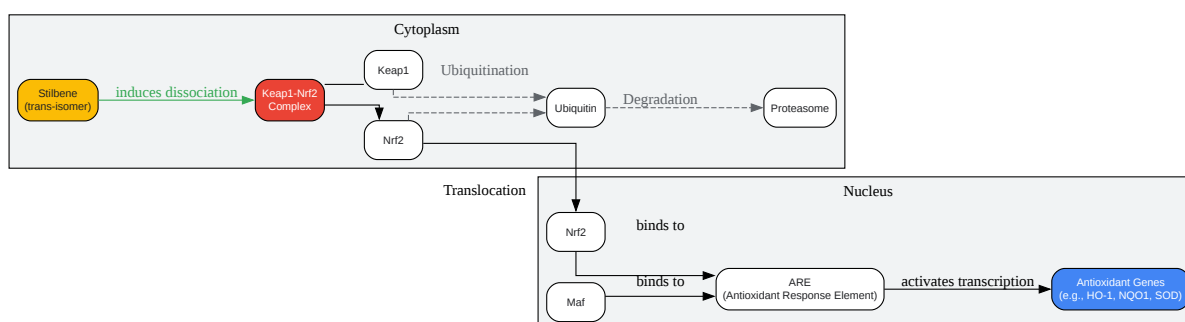 Cytoplasm
Keap1
Ubiquitination
Stilbene
(trans-isomer)
induces dissociation
Keap1-Nrf2
Complex
Ubiquitin
Degradation
Proteasome
Nrf2
Translocation
Nucleus
Nrf2
binds to
binds to
Maf
ARE
(Antioxidant Response Element)
activates transcription
Antioxidant Genes
(e.g., HO-1, NQO1, SOD)